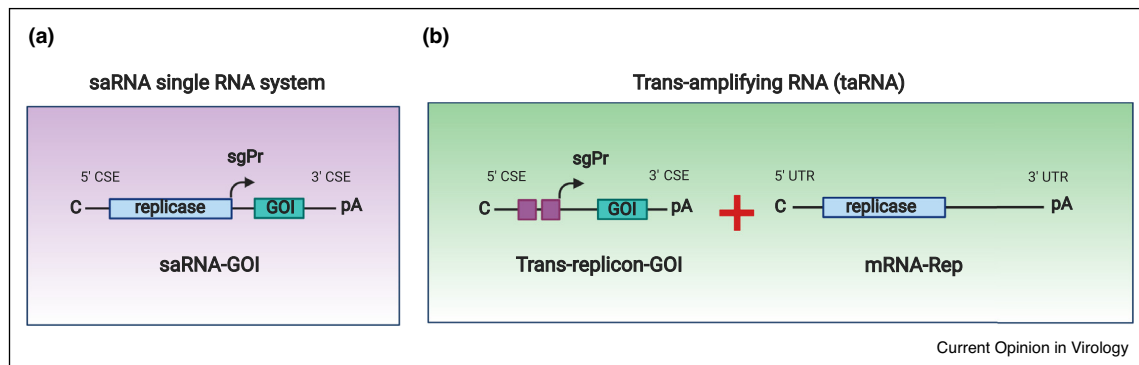 (a)
saRNA single RNA system
5' CSE
sgPr
3' CSE
C
replicase
GOI
pA
saRNA-GOI
(b)
Trans-amplifying RNA (taRNA)
5' CSE
sgPr
3' CSE
C
GOI
pA
Trans-replicon-GOI
+
5' UTR
3' UTR
C
replicase
pA
mRNA-Rep
Current Opinion in Virology